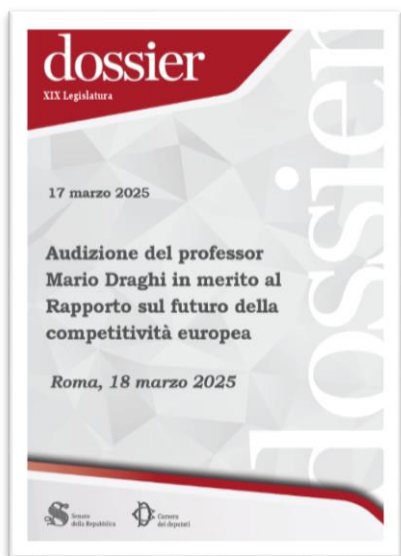 dossier
XIX Legislatura
17 marzo 2025
Audizione del professor
Mario Draghi in merito al
Rapporto sul futuro della
competitività europea
Roma, 18 marzo 2025
dossier
Senato
della Repubblica
Camera
dei deputati